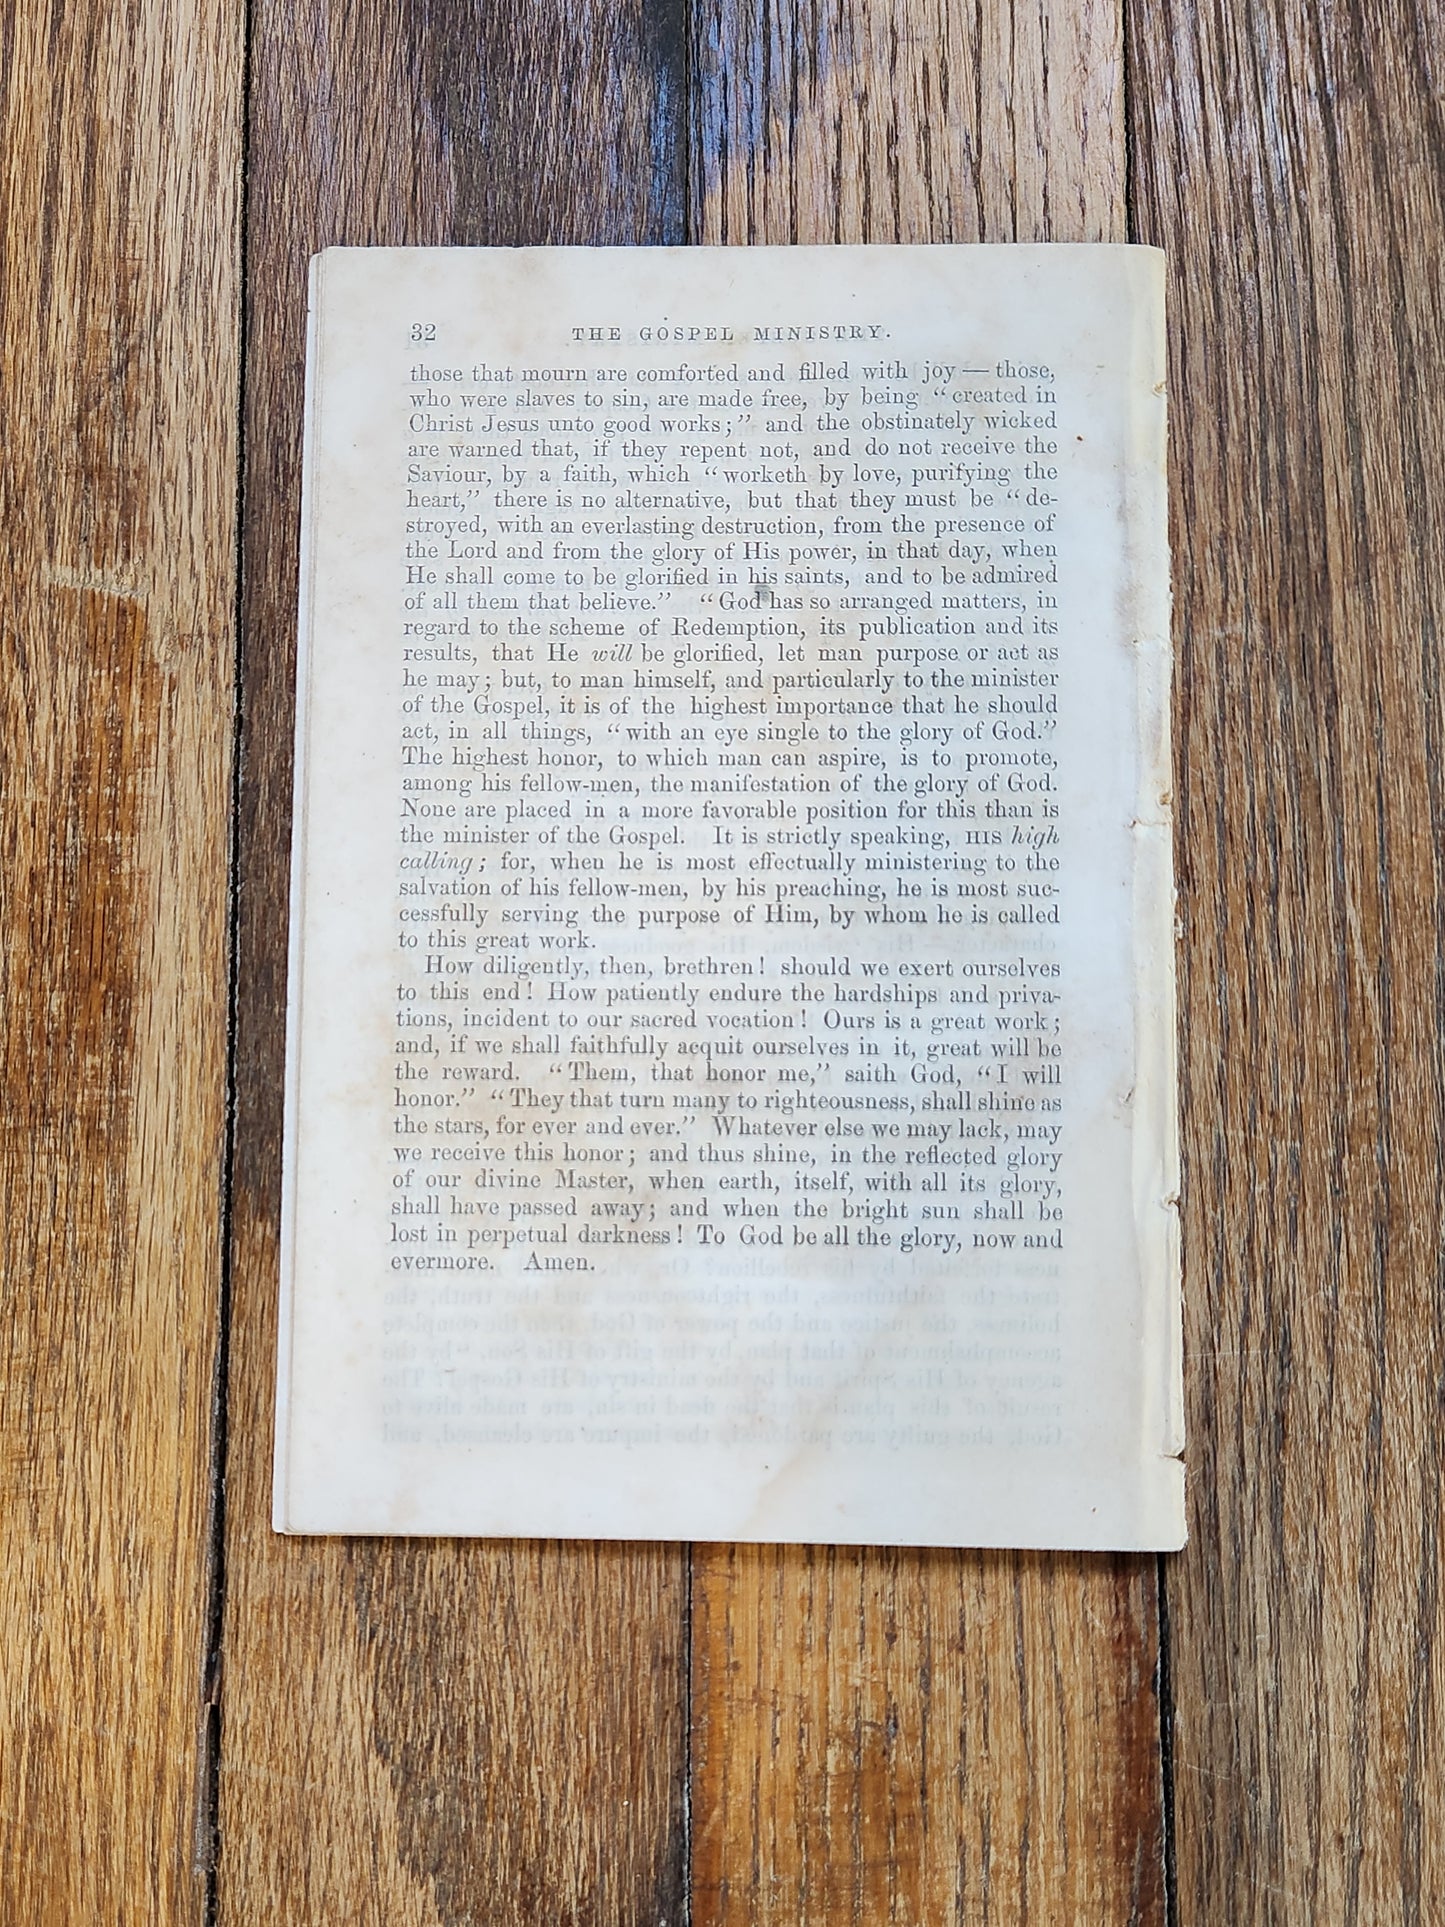 32 THE GOSPEL MINISTRY.
those that mourn are comforted and filled with joy — those,
who were slaves to sin, are made free, by being “created in
Christ Jesus unto good works;” and the obstinately wicked
are warned that, if they repent not, and do not receive the
Saviour, by a faith, which “worketh by love, purifying the
heart,” there is no alternative, but that they must be “de-
stroyed, with an everlasting destruction, from the presence of
the Lord and from the glory of His power, in that day, when
He shall come to be glorified in his saints, and to be admired
of all them that believe.” “God has so arranged matters, in
regard to the scheme of Redemption, its publication and its
results, that He will be glorified, let man purpose or act as
he may; but, to man himself, and particularly to the minister
of the Gospel, it is of the highest importance that he should
act, in all things, “with an eye single to the glory of God.”
The highest honor, to which man can aspire, is to promote,
among his fellow-men, the manifestation of the glory of God.
None are placed in a more favorable position for this than is
the minister of the Gospel. It is strictly speaking, HIS high
calling; for, when he is most effectually ministering to the
salvation of his fellow-men, by his preaching, he is most suc-
cessfully serving the purpose of Him, by whom he is called
to this great work.
How diligently, then, brethren! should we exert ourselves
to this end! How patiently endure the hardships and priva-
tions, incident to our sacred vocation! Ours is a great work;
and, if we shall faithfully acquit ourselves in it, great will be
the reward. “Them, that honor me,” saith God, “I will
honor.” “They that turn many to righteousness, shall shine as
the stars, for ever and ever.” Whatever else we may lack, may
we receive this honor; and thus shine, in the reflected glory
of our divine Master, when earth, itself, with all its glory,
shall have passed away; and when the bright sun shall be
lost in perpetual darkness! To God be all the glory, now and
evermore. Amen.